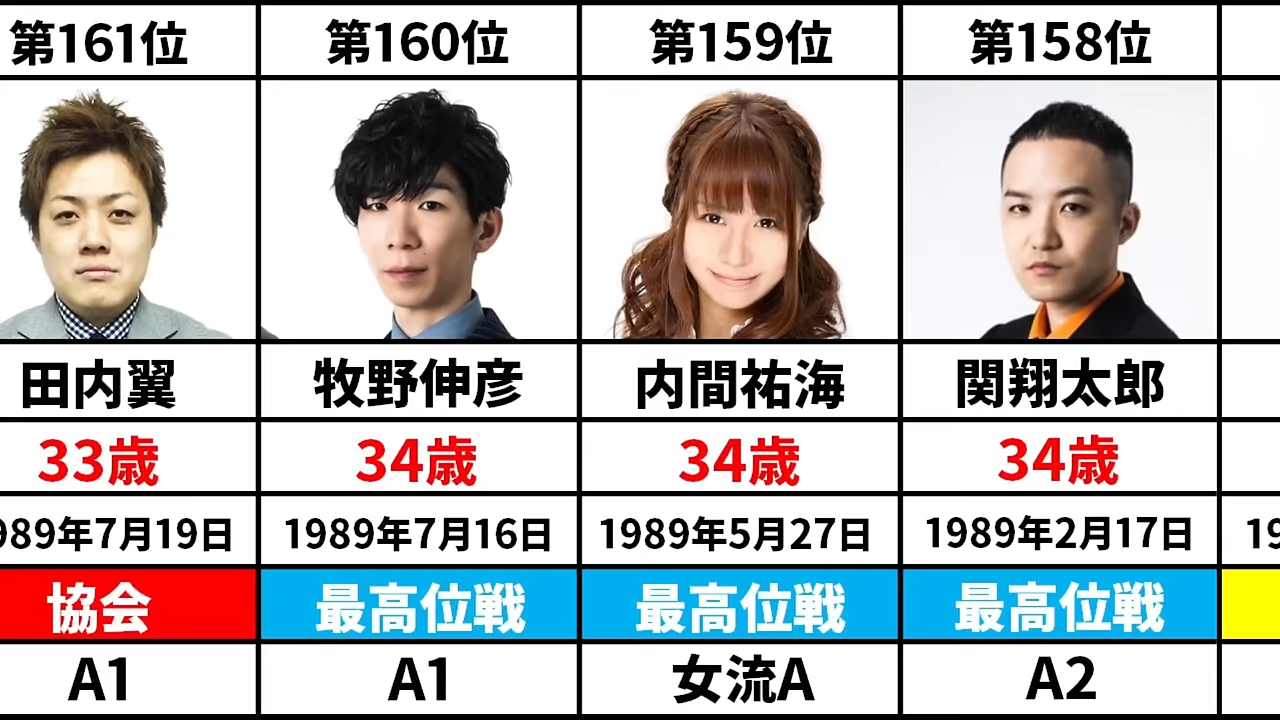 第161位 第160位 第159位 第158位
田内翼 牧野伸彦 内間祐海 関翔太郎
33歳 34歳 34歳 34歳
989年7月19日 1989年7月16日 1989年5月27日 1989年2月17日 19
協会 最高位戦 最高位戦 最高位戦
A1 A1 女流A A2